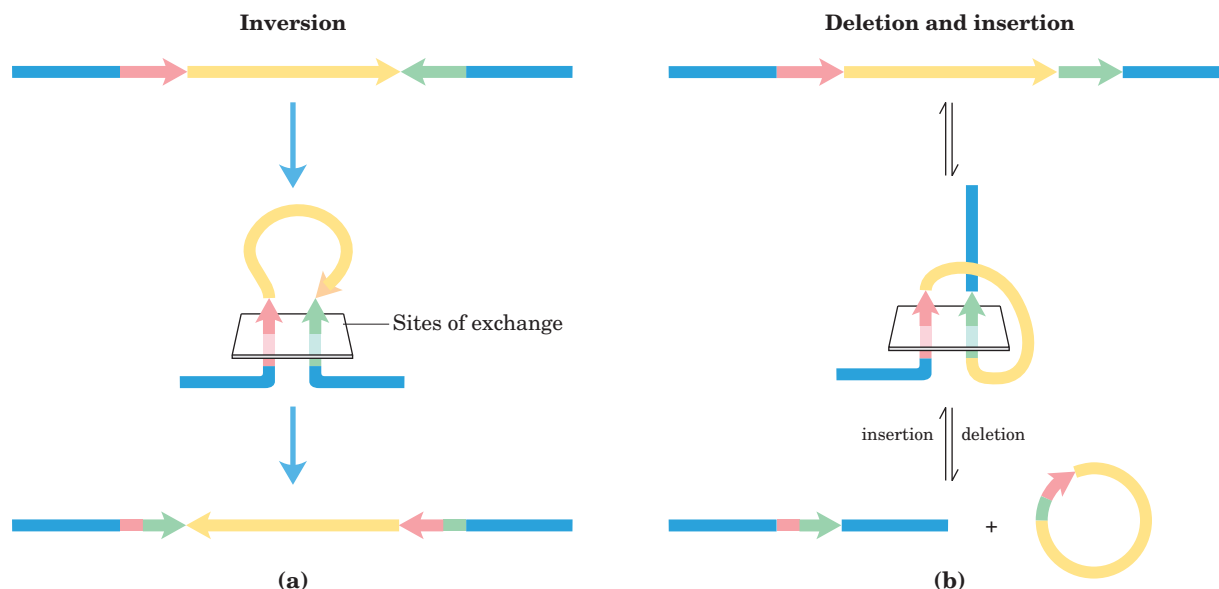 Inversion
Deletion and insertion
Sites of exchange
insertion
deletion
+
(a)
(b)